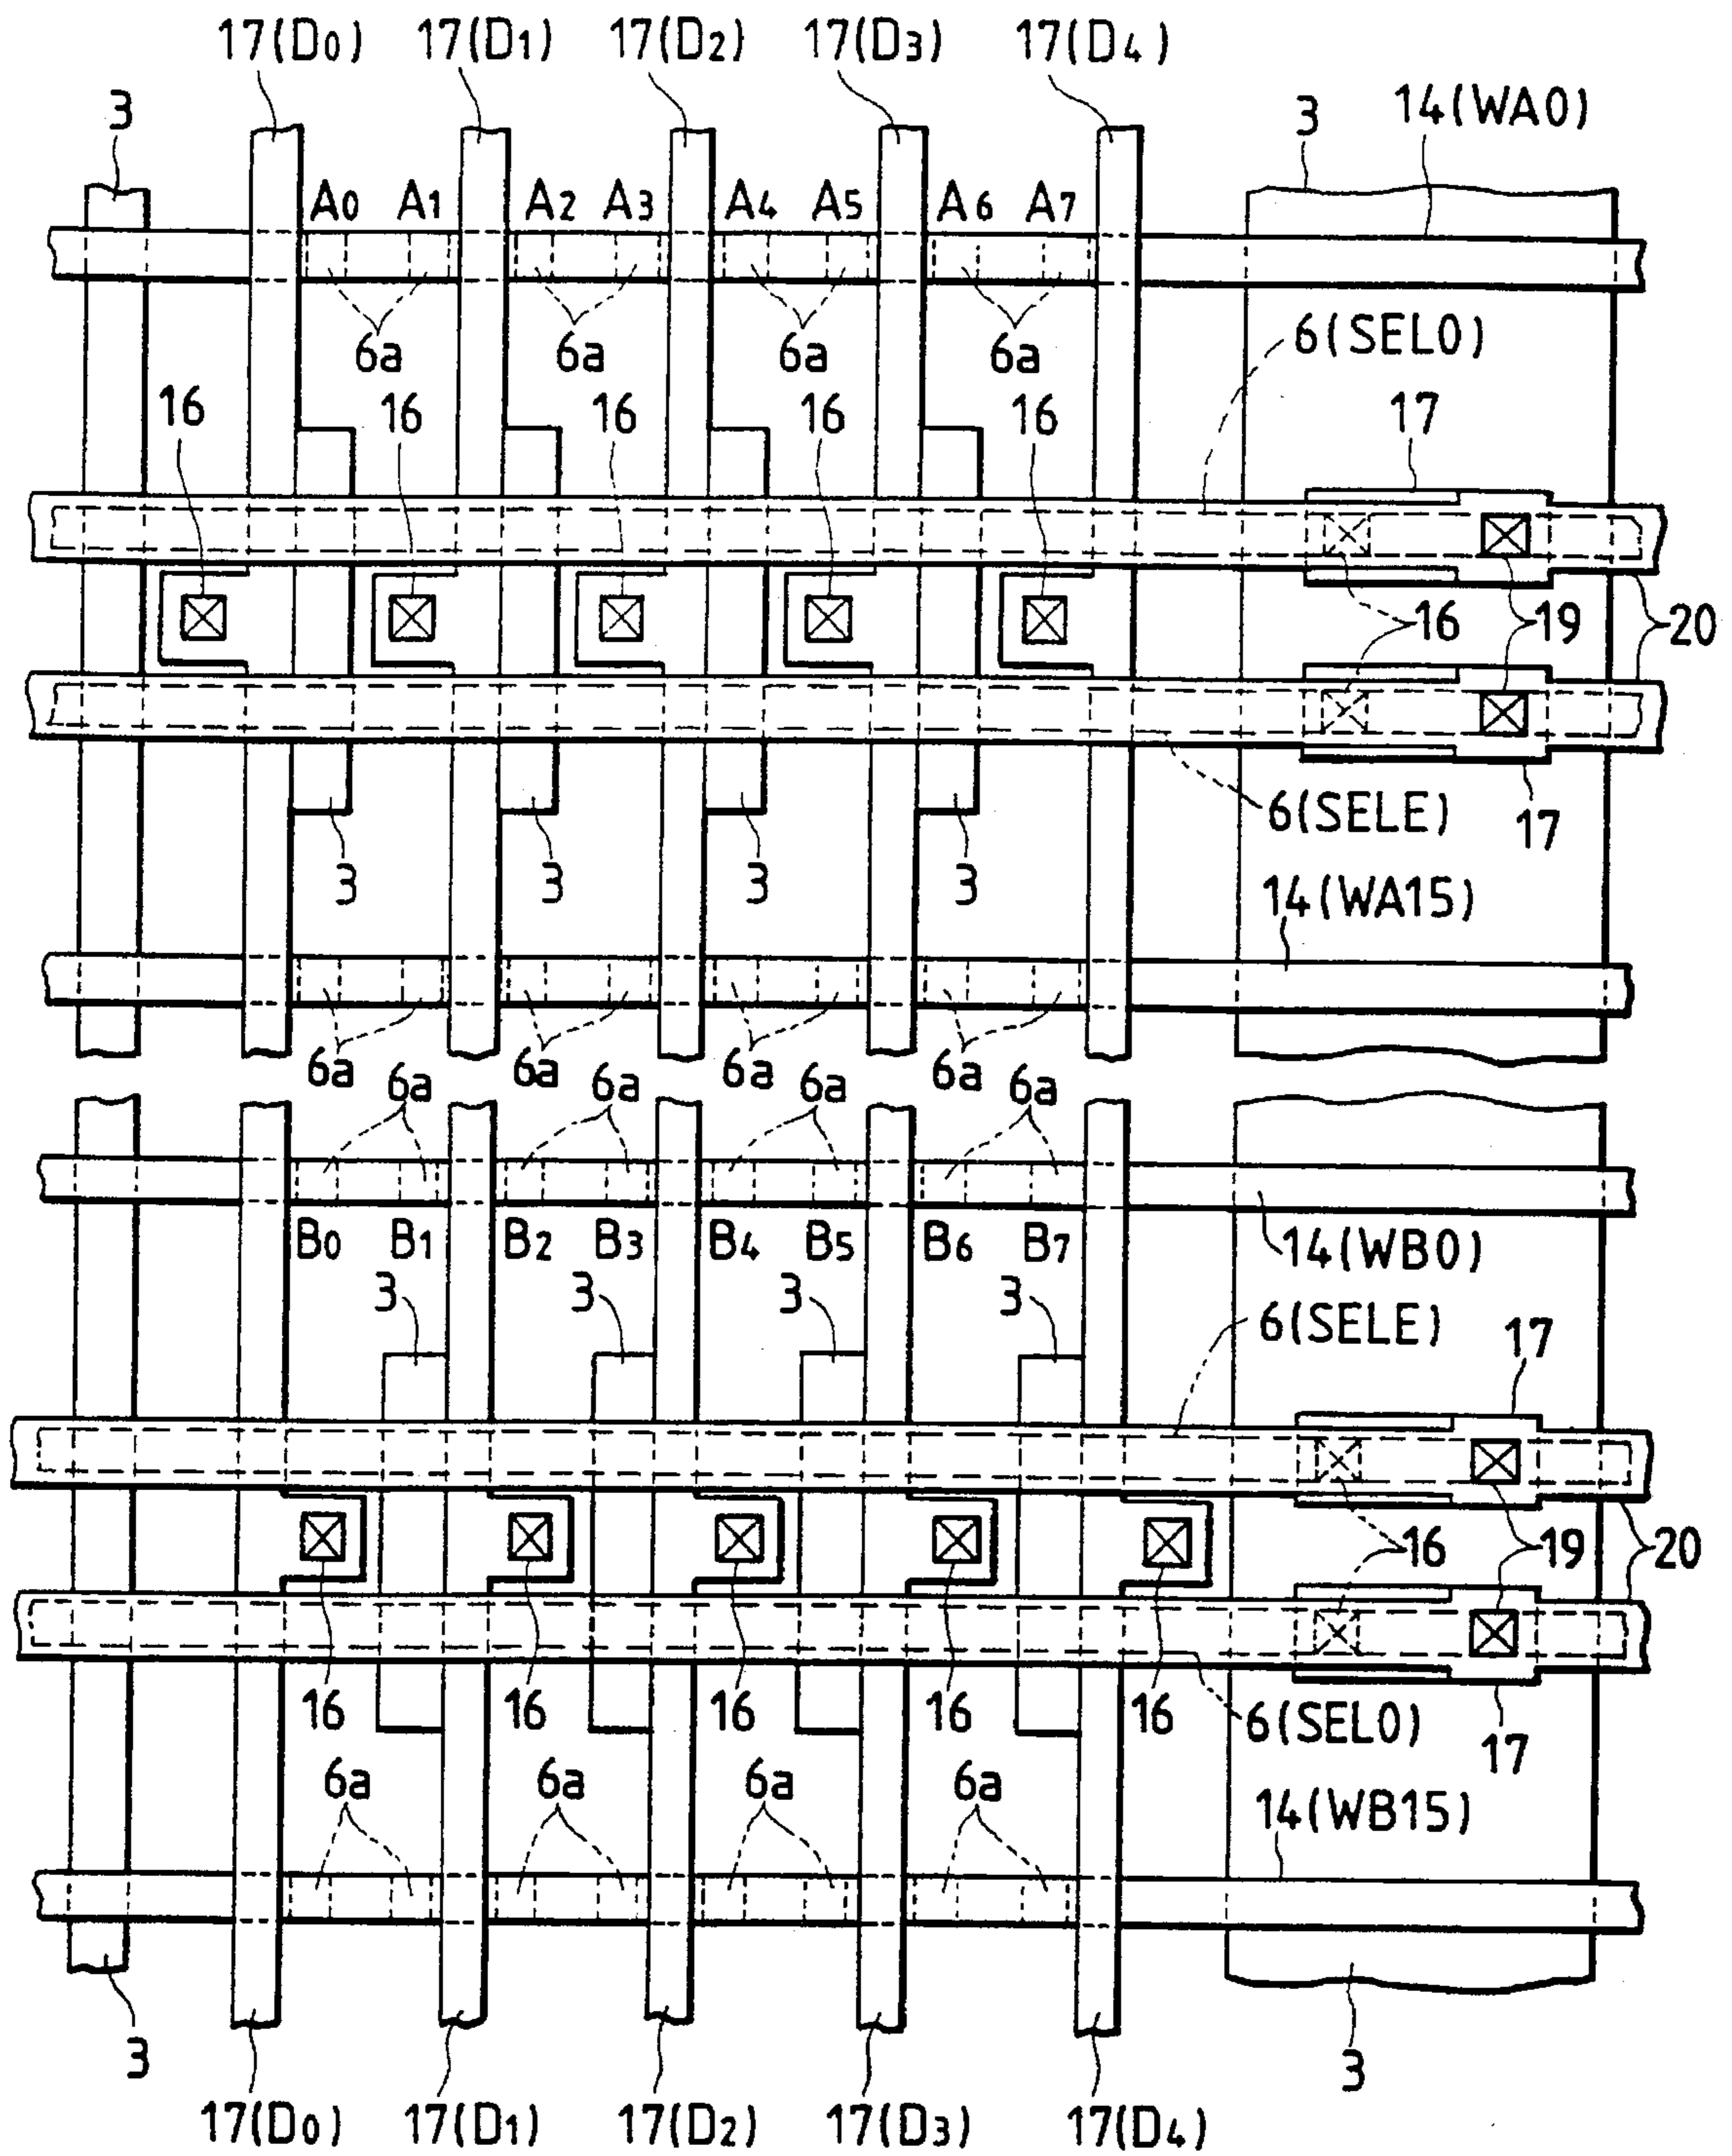 17(D0) 17(D1) 17(D2) 17(D3) 17(D4)
3 3 14(WA0)
A0 A1 A2 A3 A4 A5 A6 A7
6a 6a 6a 6a 6(SELO)
16 16 16 16 16 17
16 19 20
6(SELE) 17
3 3 3 3
14(WA15)
6a 6a 6a 6a
6a 6a 6a 6a
B0 B1 B2 B3 B4 B5 B6 B7 14(WB0)
3 3 3 3 6(SELE) 17
16 19 20
16 16 16 16 16 6(SELO) 17
6a 6a 6a 6a 14(WB15)
3 3
17(D0) 17(D1) 17(D2) 17(D3) 17(D4)